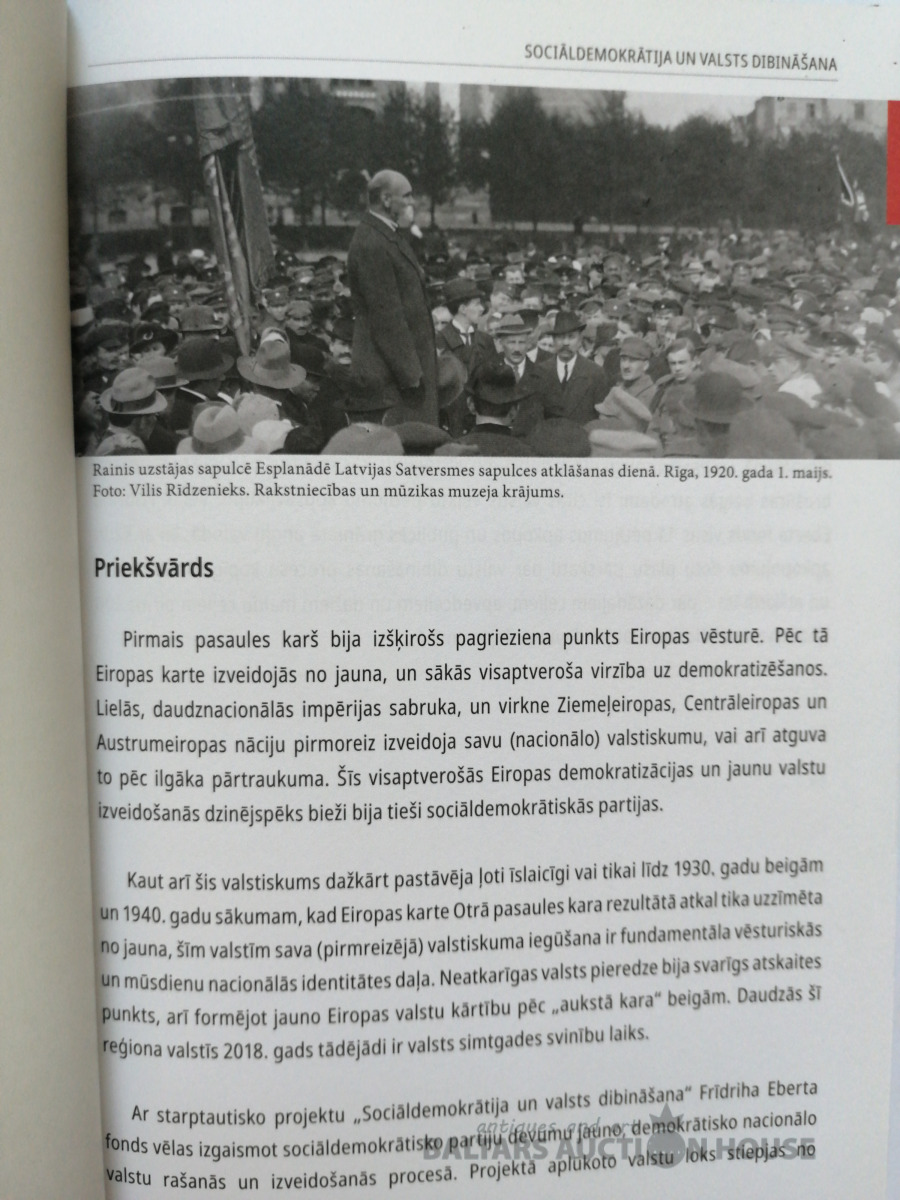 SOCIĀLDEMOKRĀTIJA UN VALSTS DIBINĀŠANA
Rainis uzstājas sapulcē Esplanādē Latvijas Satversmes sapulces atklāšanas dienā. Rīga, 1920. gada 1. maijs.
Foto: Vilis Rīdzenieks. Rakstniecības un mūzikas muzeja krājums.
Priekšvārds
Pirmais pasaules karš bija izšķirošs pagrieziena punkts Eiropas vēsturē. Pēc tā
Eiropas karte izveidojās no jauna, un sākās visaptveroša virzība uz demokratizēšanos.
Lielās, daudznacionālās impērijas sabruka, un virkne Ziemeļeiropas, Centrāleiropas un
Austrumeiropas nāciju pirmoreiz izveidoja savu (nacionālo) valstiskumu, vai arī atguva
to pēc ilgāka pārtraukuma. Šīs visaptverošās Eiropas demokratizācijas un jaunu valstu
izveidošanās dzinējspēks bieži bija tieši sociāldemokrātiskās partijas.
Kaut arī šis valstiskums dažkārt pastāvēja ļoti īslaicīgi vai tikai līdz 1930. gadu beigām
un 1940. gadu sākumam, kad Eiropas karte Otrā pasaules kara rezultātā atkal tika uzzīmēta
no jauna, šīm valstīm sava (pirmreizējā) valstiskuma iegūšana ir fundamentāla vēsturiskās
un mūsdienu nacionālās identitātes daļa. Neatkarīgas valsts pieredze bija svarīgs atskaites
punkts, arī formējot jauno Eiropas valstu kārtību pēc „aukstā kara“ beigām. Daudzās šī
reģiona valstīs 2018. gads tādējādi ir valsts simtgades svinību laiks.
Ar starptautisko projektu „Sociāldemokrātija un valsts dibināšana“ Frīdriha Eberta
fonds vēlas izgaismot sociāldemokrātisko partiju devumu jauno, demokrātisko nacionālo
valstu rašanās un izveidošanās procesā. Projektā aplūkoto valstu loks stiepjas no
antiques and art
BALTARS AUCTION HOUSE